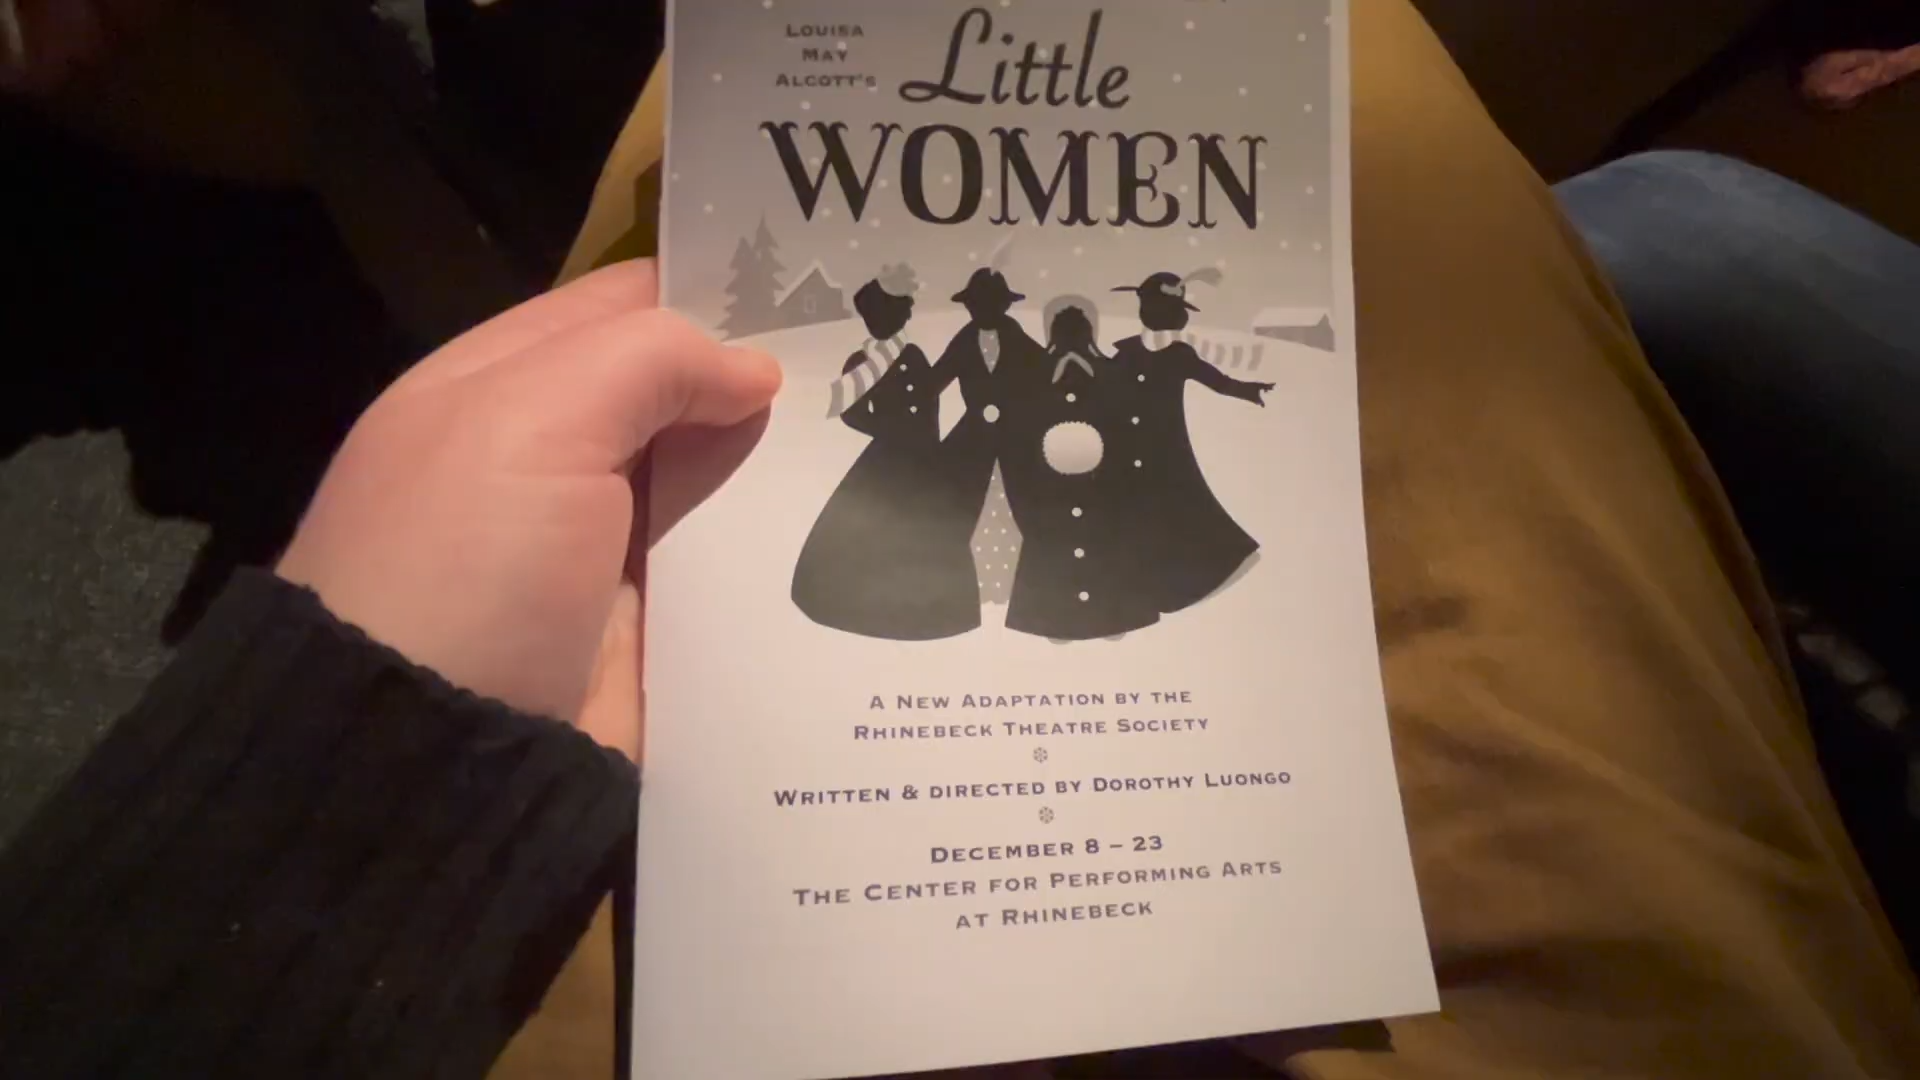 Louisa
May
Alcott's
Little
Women
A New Adaptation by the
Rhinebeck Theatre Society
Written & directed by Dorothy Luongo
December 8 – 23
The Center for Performing Arts
at Rhinebeck